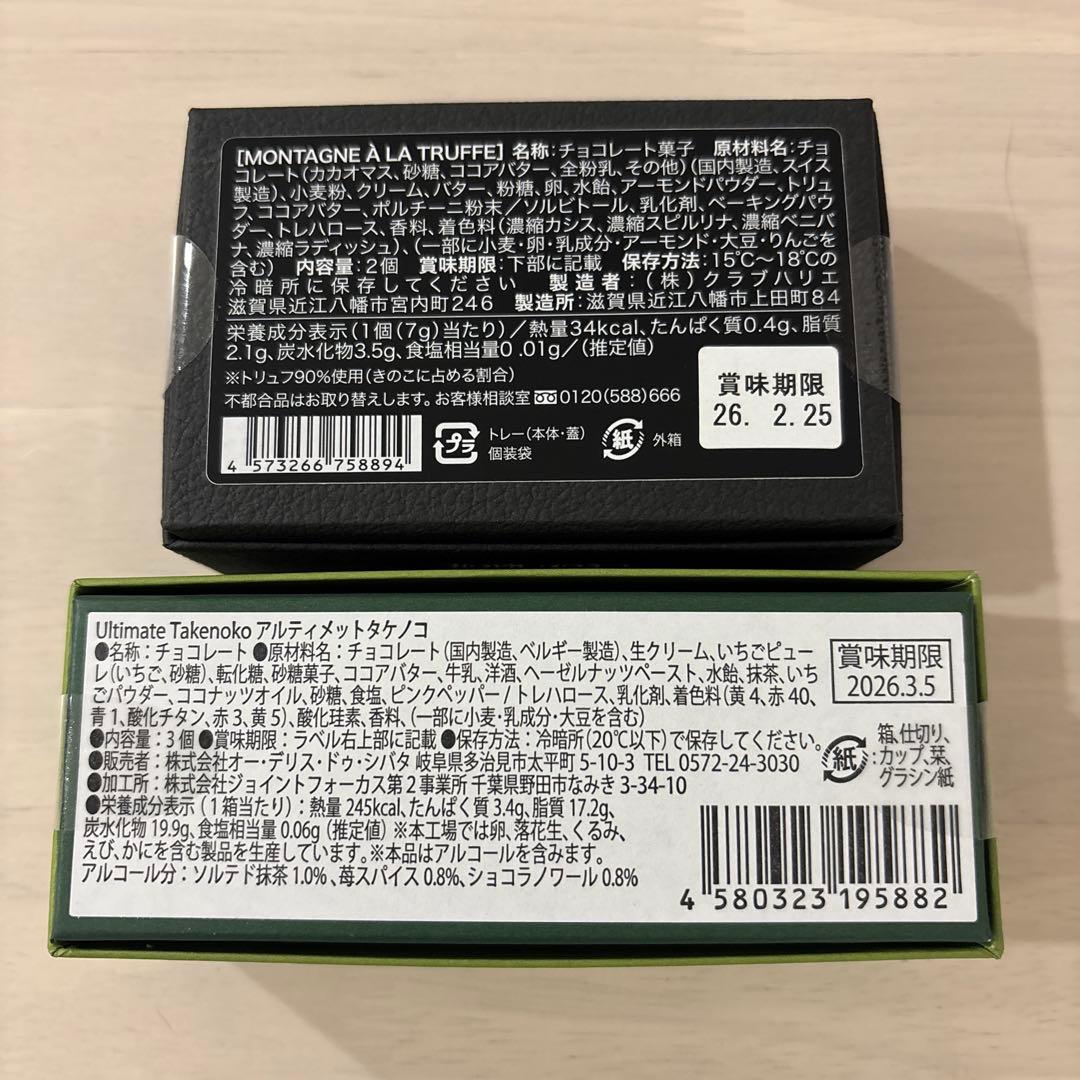 [MONTAGNE À LA TRUFFE] 名称:チョコレート菓子 原材料名:チョ
コレート(カカオマス、砂糖、ココアバター、全粉乳、その他)(国内製造、スイス
製造)、小麦粉、クリーム、バター、粉糖、卵、水飴、アーモンドパウダー、トリュ
フ、ココアバター、ポルチーニ粉末/ソルビトール、乳化剤、ベーキングパウ
ダー、トレハロース、香料、着色料(濃縮カシス、濃縮スピルリナ、濃縮ベニバ
ナ、濃縮ラディッシュ)、(一部に小麦・卵・乳成分・アーモンド・大豆・りんごを
含む) 内容量:2個 賞味期限:下部に記載 保存方法:15℃~18℃の
冷暗所に保存してください 製造者:(株)クラブハリエ
滋賀県近江八幡市宮内町246 製造所:滋賀県近江八幡市上田町84
栄養成分表示(1個(7g)当たり)/熱量34kcal、たんぱく質0.4g、脂質
2.1g、炭水化物3.5g、食塩相当量0.01g/(推定値)
※トリュフ90%使用(きのこに占める割合)
不都合品はお取り替えします。お客様相談室 0120(588)666
賞味期限
26. 2.25
4 573266 758894
プラ
トレー(本体・蓋)
個装袋
紙
外箱
Ultimate Takenoko アルティメットタケノコ
●名称:チョコレート ●原材料名:チョコレート(国内製造、ベルギー製造)、生クリーム、いちごピュー
レ(いちご、砂糖)、転化糖、砂糖菓子、ココアバター、牛乳、洋酒、ヘーゼルナッツペースト、水飴、抹茶、いち
ごパウダー、ココナッツオイル、砂糖、食塩、ピンクペッパー/トレハロース、乳化剤、着色料(黄4、赤40、
青1、酸化チタン、赤3、黄5)、酸化珪素、香料、(一部に小麦・乳成分・大豆を含む)
●内容量:3個 ●賞味期限:ラベル右上部に記載 ●保存方法:冷暗所(20℃以下)で保存してください。
●販売者:株式会社オー・デリス・ドゥ・シバタ 岐阜県多治見市太平町5-10-3 TEL 0572-24-3030
●加工所:株式会社ジョイントフォーカス第2事業所 千葉県野田市なみき3-34-10
●栄養成分表示(1箱当たり):熱量 245kcal、たんぱく質 3.4g、脂質 17.2g、
炭水化物 19.9g、食塩相当量 0.06g(推定値)※本工場では卵、落花生、くるみ、
えび、かにを含む製品を生産しています。※本品はアルコールを含みます。
アルコール分:ソルテド抹茶 1.0%、苺スパイス 0.8%、ショコラノワール 0.8%
賞味期限
2026.3.5
紙
箱、仕切り、
カップ、栞、
グラシン紙
4 580323 195882